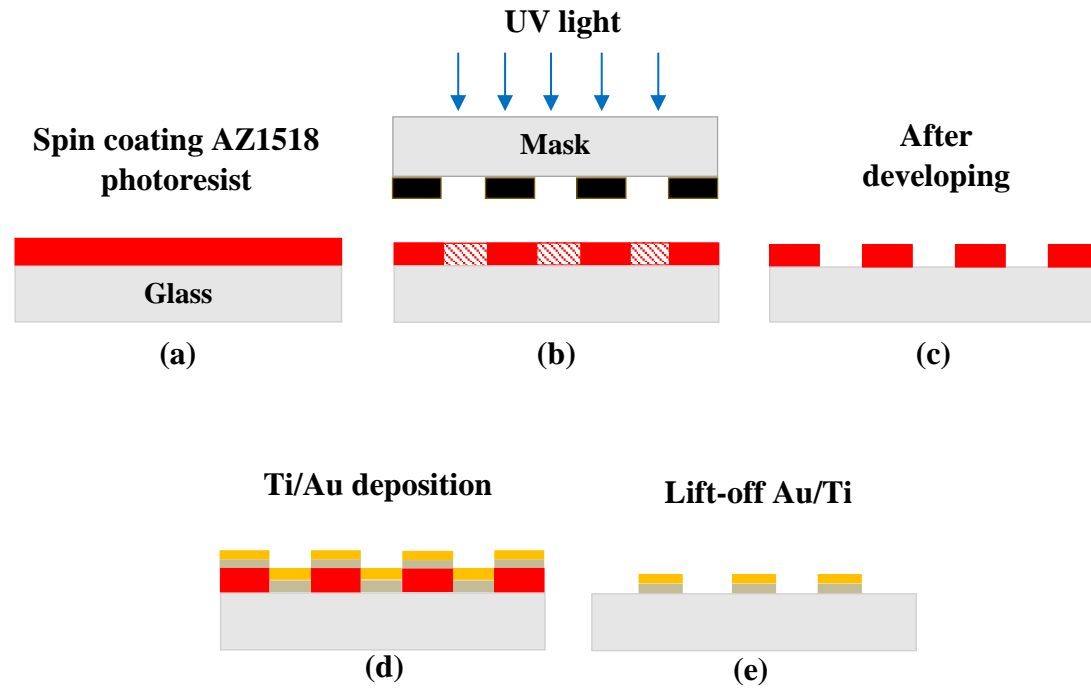 UV light
Spin coating AZ1518
photoresist
Mask
After
developing
Glass
(a)
(b)
(c)
Ti/Au deposition
Lift-off Au/Ti
(d)
(e)